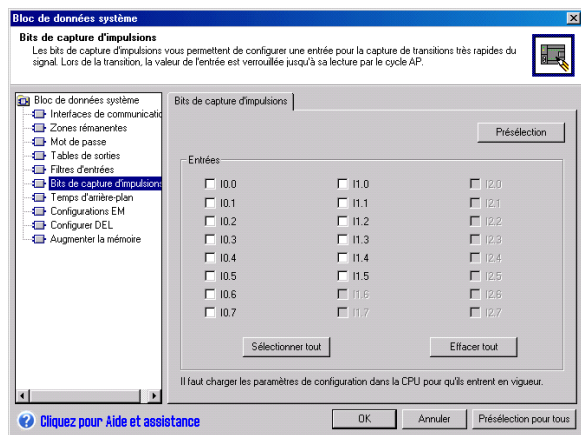 Bloc de données système
Bits de capture d'impulsions
Les bits de capture d'impulsions vous permettent de configurer une entrée pour la capture de transitions très rapides du
signal. Lors de la transition, la valeur de l'entrée est verrouillée jusqu'à sa lecture par le cycle AP.
Bloc de données système
Interfaces de communicatic
Zones rémanentes
Mot de passe
Tables de sorties
Filtres d'entrées
Bits de capture d'impulsions
Temps d'arrière-plan
Configurations EM
Configurer DEL
Augmenter la mémoire
Bits de capture d'impulsions
Présélection
Entrées
I0.0 I1.0 I2.0
I0.1 I1.1 I2.1
I0.2 I1.2 I2.2
I0.3 I1.3 I2.3
I0.4 I1.4 I2.4
I0.5 I1.5 I2.5
I0.6 I1.6 I2.6
I0.7 I1.7 I2.7
Sélectionner tout Effacer tout
Il faut charger les paramètres de configuration dans la CPU pour qu'ils entrent en vigueur.
Cliquez pour Aide et assistance
OK Annuler Présélection pour tous